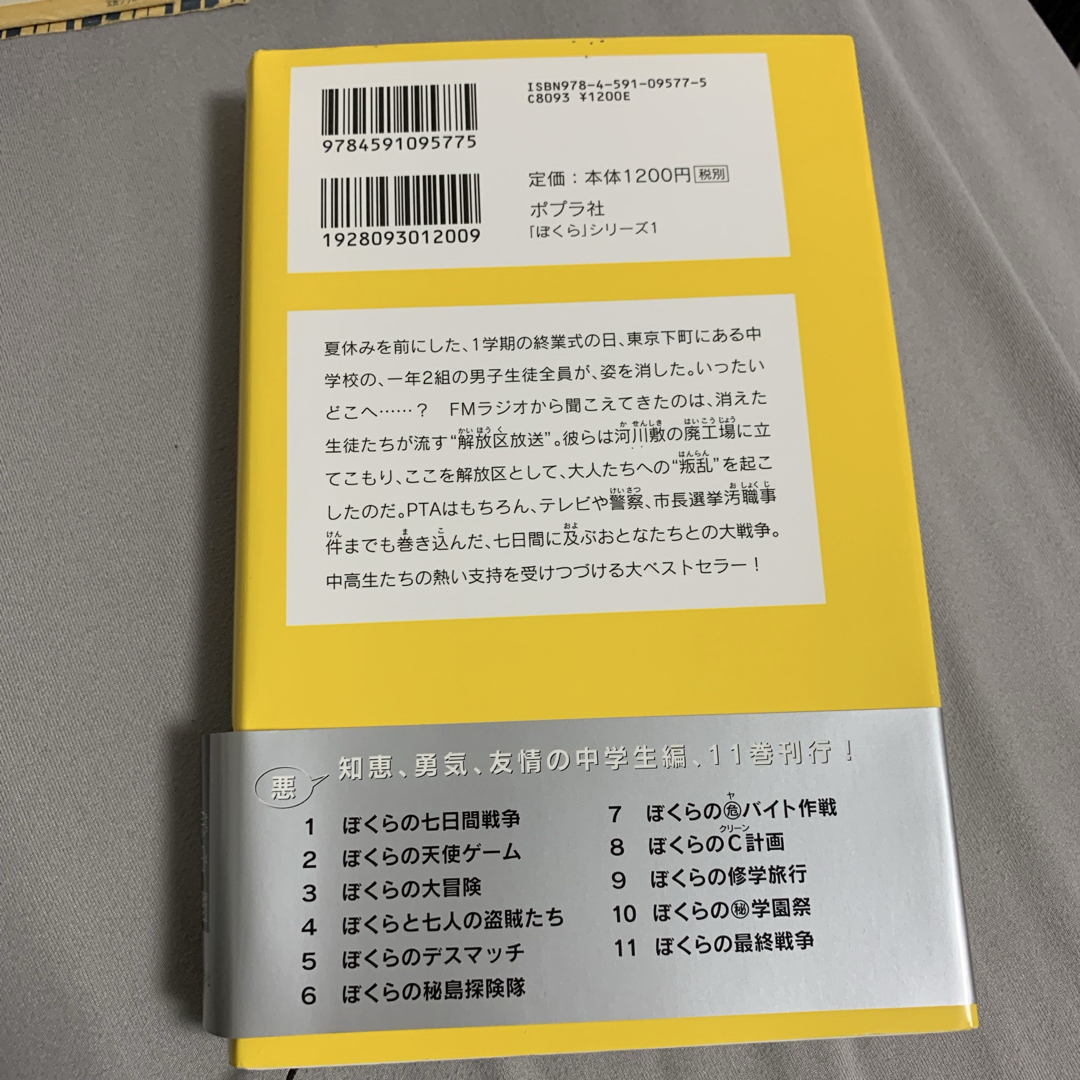 ISBN978-4-591-09577-5
C8093 ¥1200E
9784591095775
定価：本体1200円 税別
1928093012009
ポプラ社
「ぼくら」シリーズ1
夏休みを前にした、1学期の終業式の日、東京下町にある中
学校の、一年2組の男子生徒全員が、姿を消した。いったい
どこへ……？　FMラジオから聞こえてきたのは、消えた
生徒たちが流す“解放区放送”。彼らは河川敷の廃工場に立
てこもり、ここを解放区として、大人たちへの“叛乱”を起こ
したのだ。PTAはもちろん、テレビや警察、市長選挙汚職事
件までも巻き込んだ、七日間に及ぶおとなたちとの大戦争。
中高生たちの熱い支持を受けつづける大ベストセラー！
悪
知恵、勇気、友情の中学生編、11巻刊行！
1 ぼくらの七日間戦争
2 ぼくらの天使ゲーム
3 ぼくらの大冒険
4 ぼくらと七人の盗賊たち
5 ぼくらのデスマッチ
6 ぼくらの秘島探険隊
7 ぼくらの㊋バイト作戦
8 ぼくらのC計画
9 ぼくらの修学旅行
10 ぼくらの㊙学園祭
11 ぼくらの最終戦争